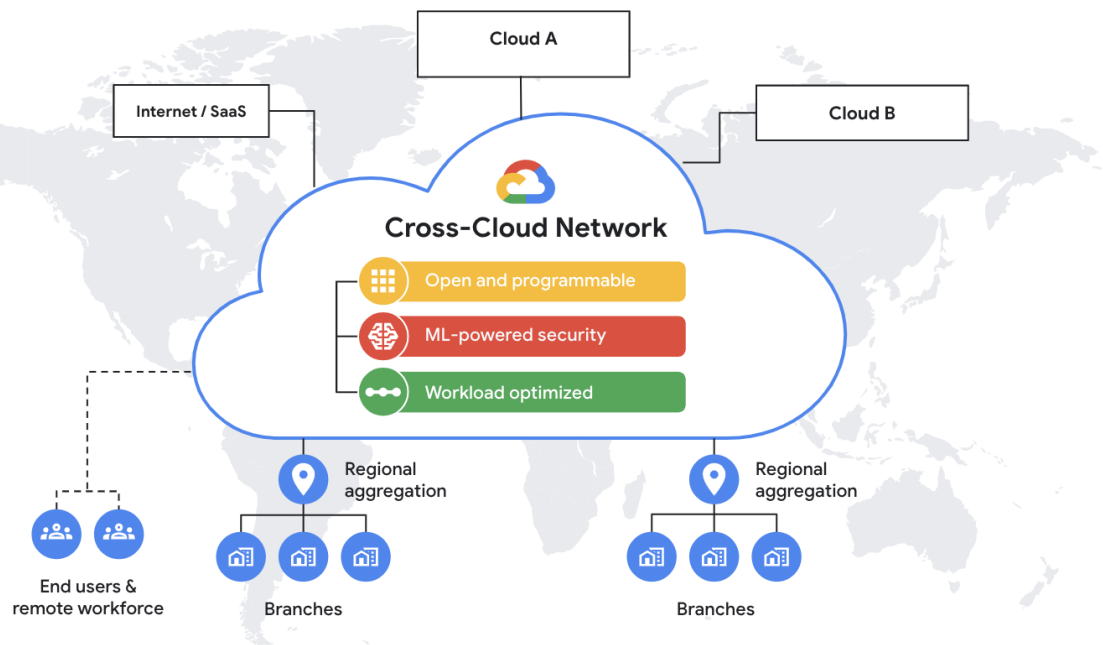 Cloud A
Internet / SaaS
Cloud B
Cross-Cloud Network
Open and programmable
ML-powered security
Workload optimized
Regional
aggregation
Regional
aggregation
End users &
remote workforce
Branches
Branches